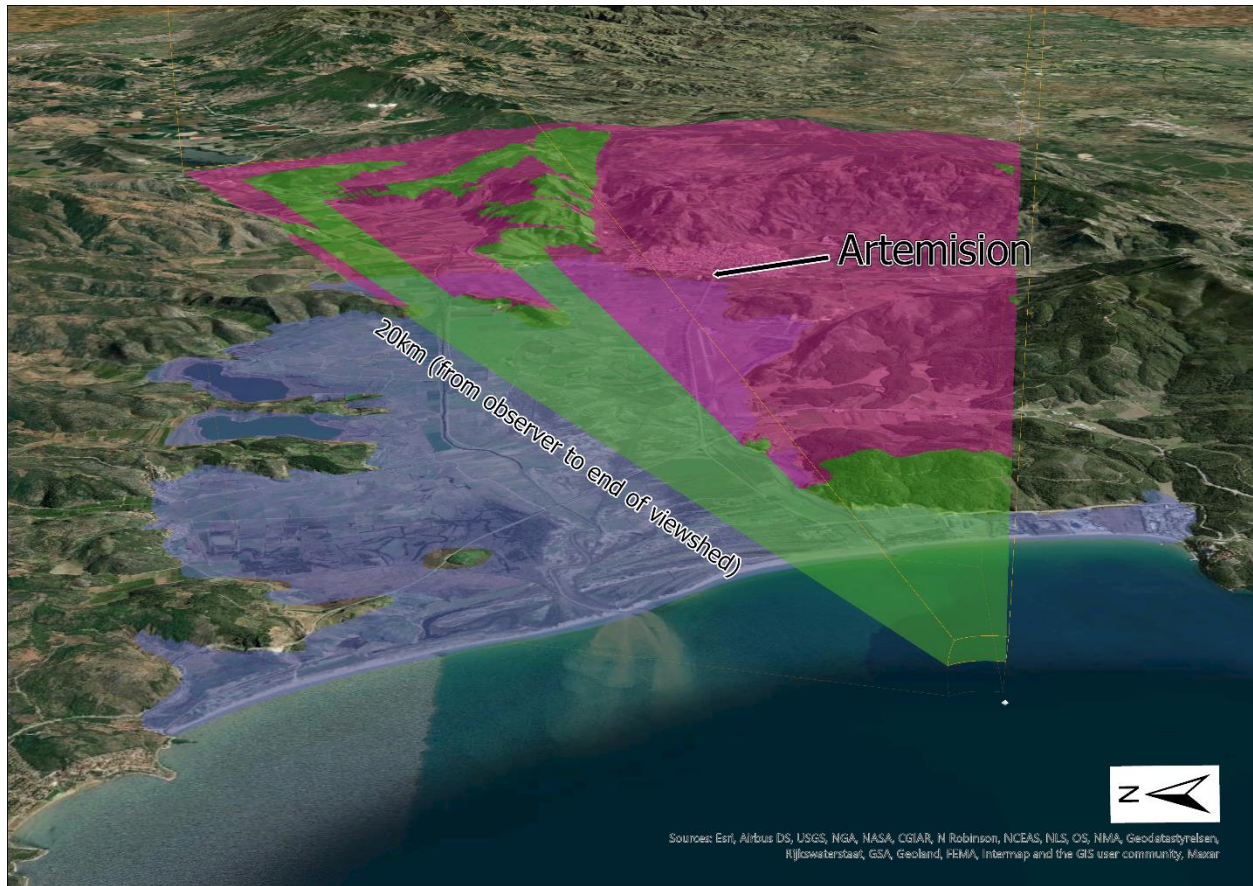 Artemision
20km (from observer to end of viewshed)
N
Sources: Esri, Airbus DS, USGS, NGA, NASA, CGIAR, N Robinson, NCEAS, NLS, OS, NMA, Geodatastyrelsen,
Rijkswaterstaat, GSA, Geoland, FEMA, Intermap and the GIS user community, Maxar